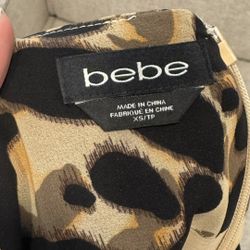 bebe
MADE IN CHINA
FABRIQUÉ EN CHINE
XS/TP